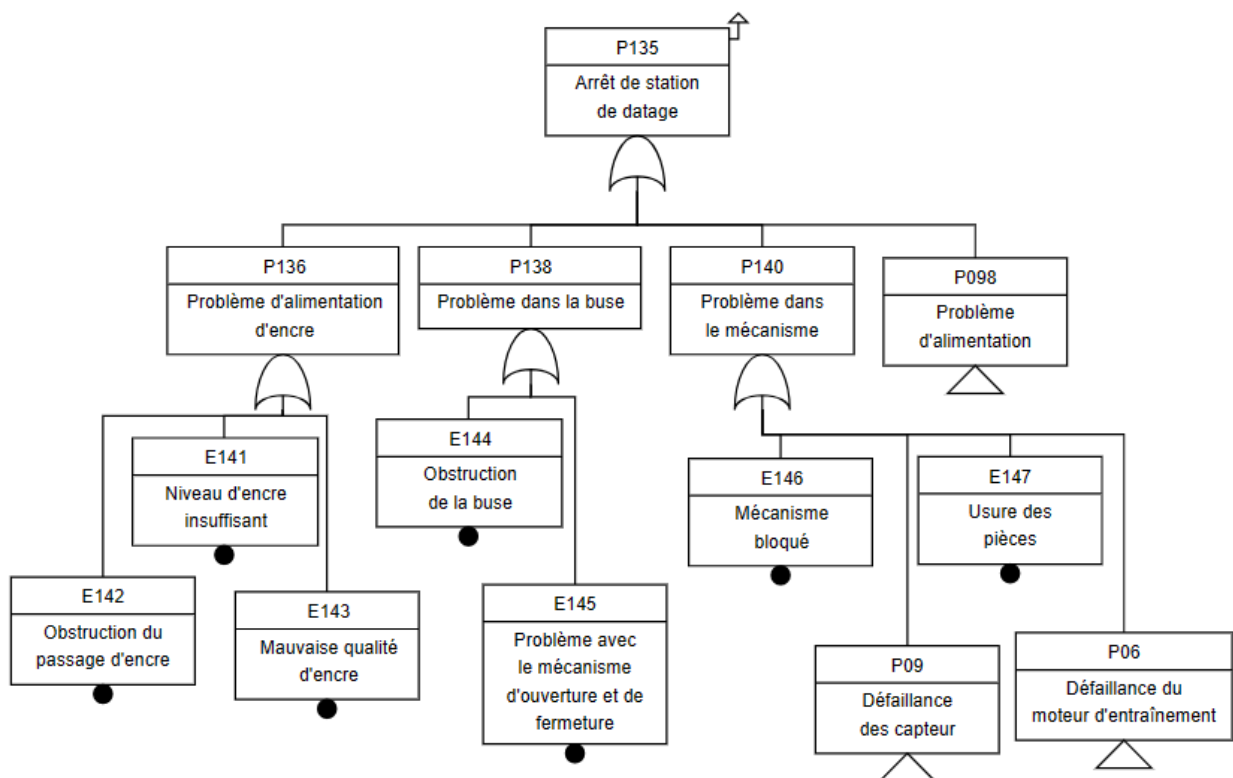 P135
Arrêt de station
de datage
P136
Problème d'alimentation
d'encre
P138
Problème dans la buse
P140
Problème dans
le mécanisme
P098
Problème
d'alimentation
E141
Niveau d'encre
insuffisant
E144
Obstruction
de la buse
E146
Mécanisme
bloqué
E147
Usure des
pièces
E142
Obstruction du
passage d'encre
E143
Mauvaise qualité
d'encre
E145
Problème avec
le mécanisme
d'ouverture et de
fermeture
P09
Défaillance
des capteur
P06
Défaillance du
moteur d'entraînement